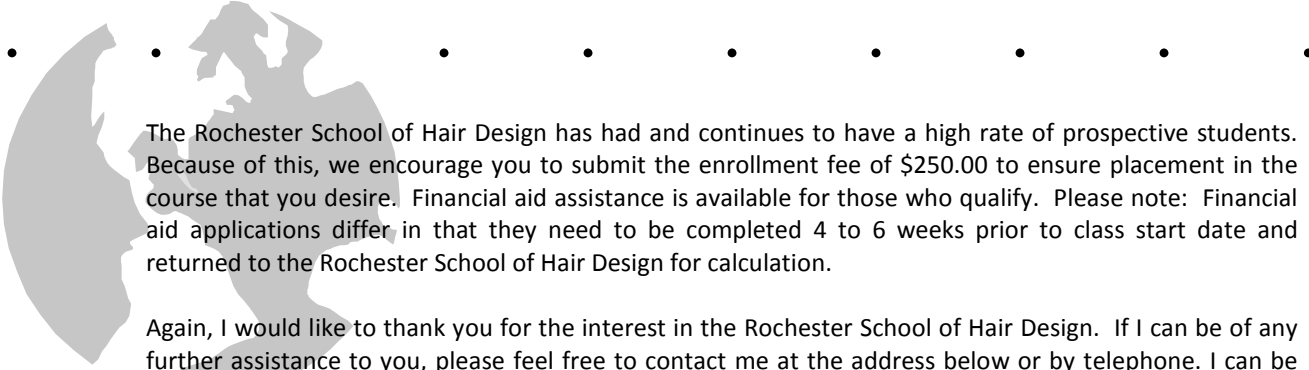 The Rochester School of Hair Design has had and continues to have a high rate of prospective students.
Because of this, we encourage you to submit the enrollment fee of $250.00 to ensure placement in the
course that you desire. Financial aid assistance is available for those who qualify. Please note: Financial
aid applications differ in that they need to be completed 4 to 6 weeks prior to class start date and
returned to the Rochester School of Hair Design for calculation.
Again, I would like to thank you for the interest in the Rochester School of Hair Design. If I can be of any
further assistance to you, please feel free to contact me at the address below or by telephone. I can be